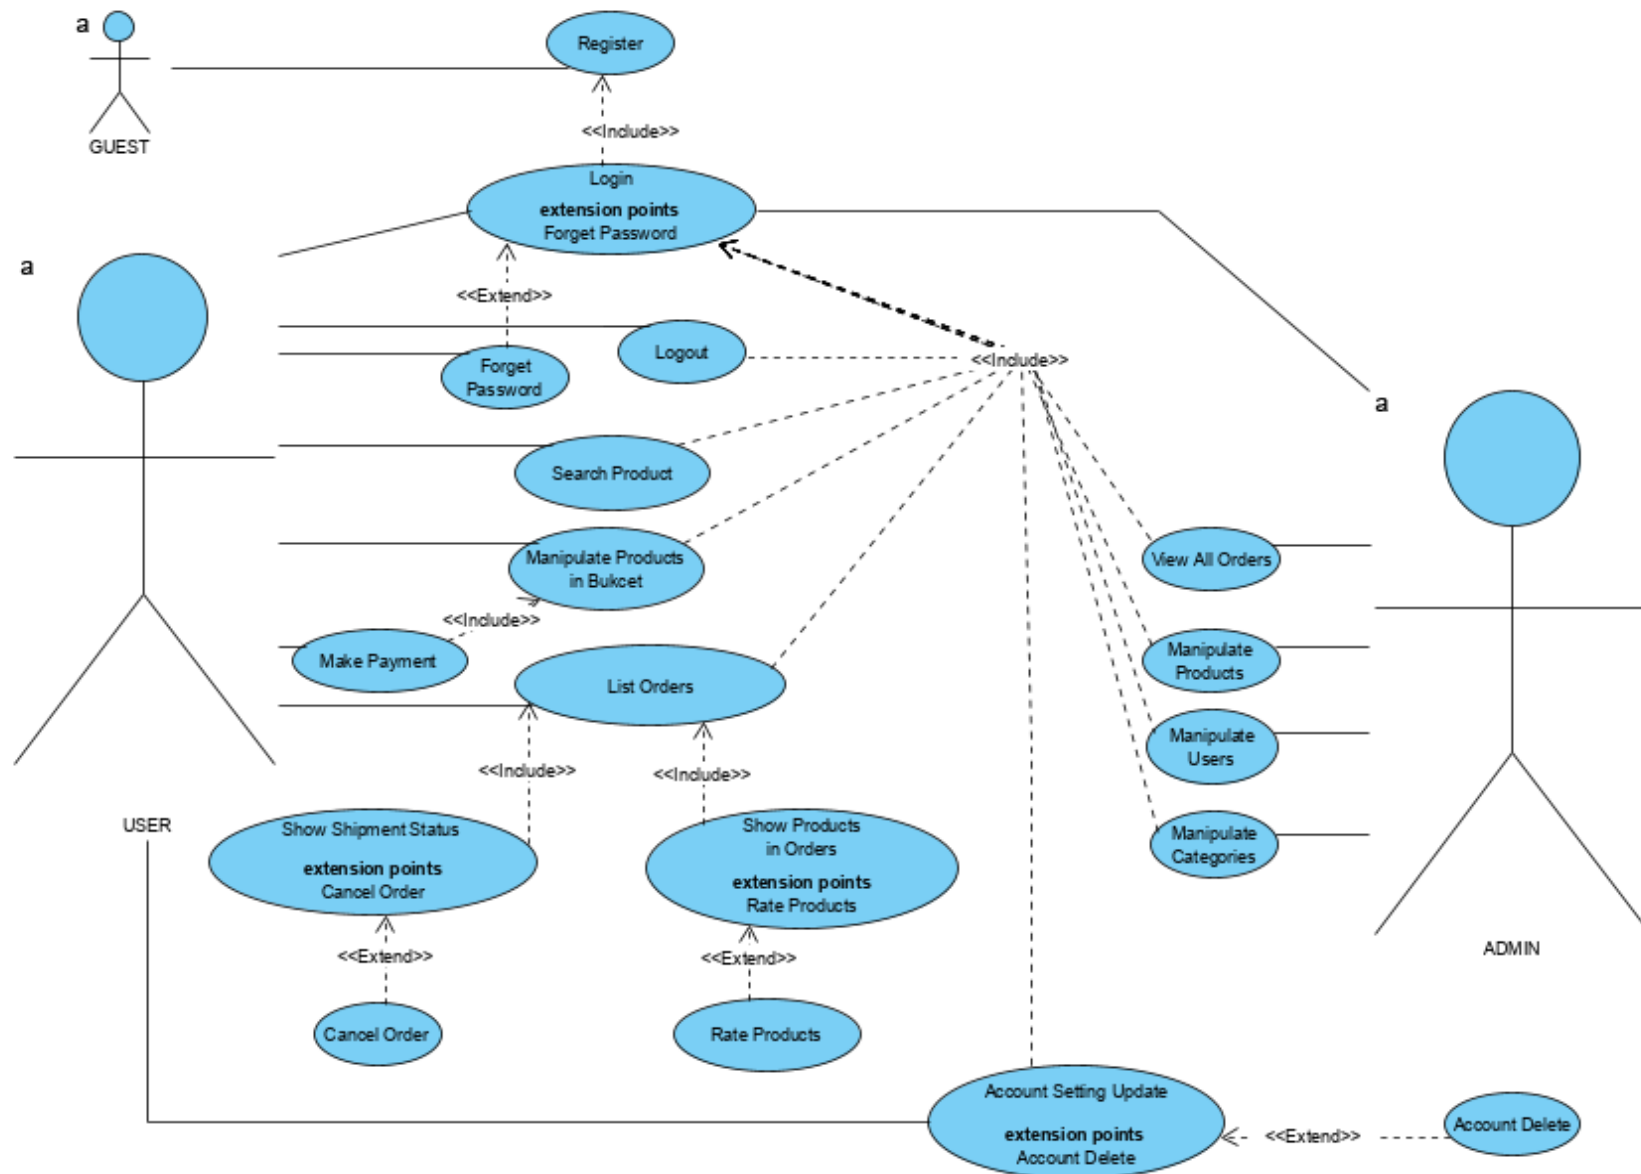 a
Register
GUEST
<<Include>>
Login
extension points
Forget Password
a
<<Extend>>
Logout
<<Include>>
Forget
Password
a
Search Product
Manipulate Products
in Bukcet
View All Orders
<<Include>>
Make Payment
Manipulate
Products
List Orders
Manipulate
Users
<<Include>>
<<Include>>
USER
Show Shipment Status
extension points
Cancel Order
Show Products
in Orders
extension points
Rate Products
Manipulate
Categories
ADMIN
<<Extend>>
<<Extend>>
Cancel Order
Rate Products
Account Setting Update
extension points
Account Delete
<<Extend>>
Account Delete